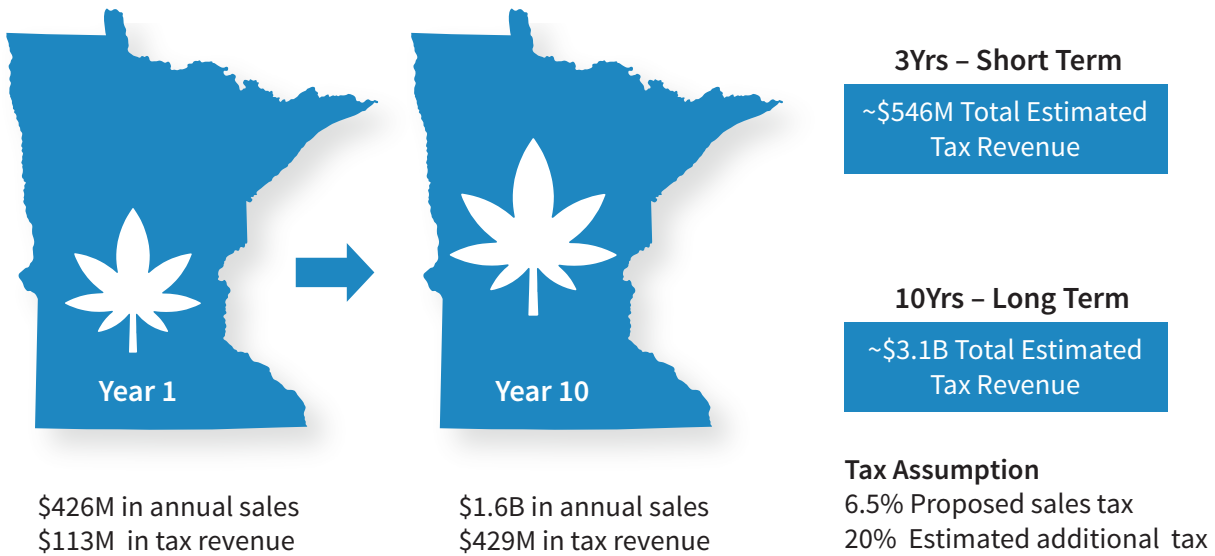 Year 1
$426M in annual sales
$113M in tax revenue
Year 10
$1.6B in annual sales
$429M in tax revenue
3Yrs – Short Term
~$546M Total Estimated
Tax Revenue
10Yrs – Long Term
~$3.1B Total Estimated
Tax Revenue
Tax Assumption
6.5% Proposed sales tax
20% Estimated additional tax